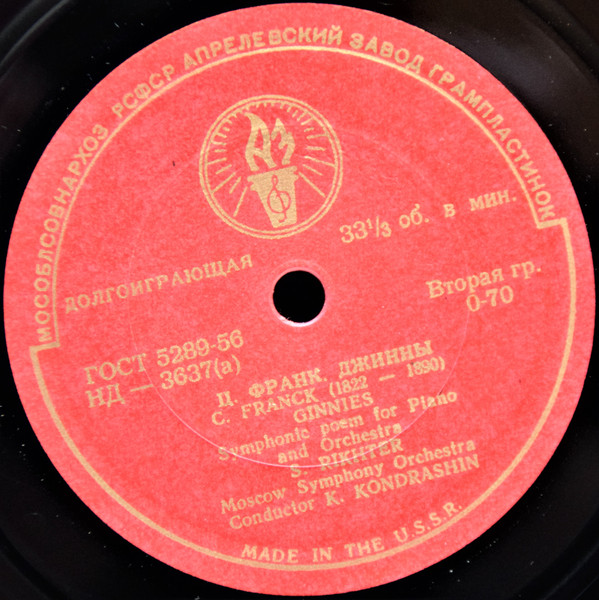 МОСОБЛСОВНАРХОЗ РСФСР АПРЕЛЕВСКИЙ ЗАВОД ГРАМПЛАСТИНОК
АЗ
ДОЛГОИГРАЮЩАЯ
33⅓ об. в мин.
ГОСТ 5289-56
НД — 3637(а)
Вторая гр.
0-70
Ц. ФРАНК. ДЖИННЫ
C. FRANCK (1822 — 1890)
GINNIES
Symphonic poem for Piano
and Orchestra
S. RIKHTER
Moscow Symphony Orchestra
Conductor K. KONDRASHIN
MADE IN THE U.S.S.R.